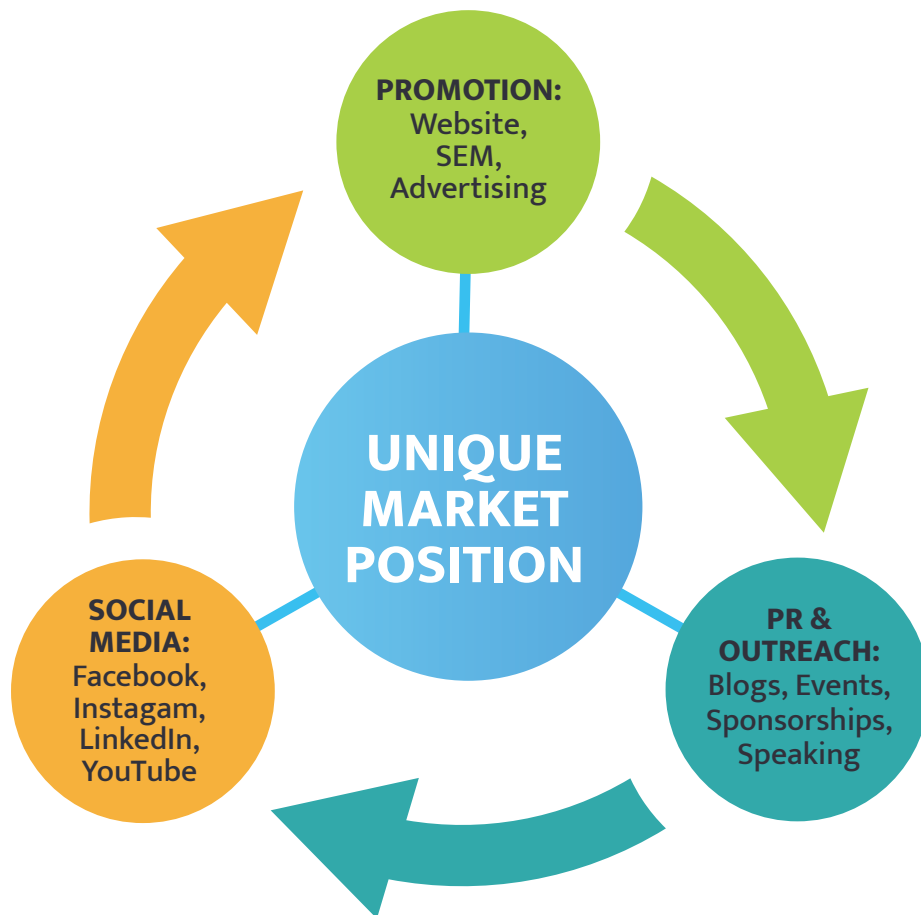 PROMOTION:
Website,
SEM,
Advertising
UNIQUE
MARKET
POSITION
SOCIAL
MEDIA:
Facebook,
Instagam,
LinkedIn,
YouTube
PR &
OUTREACH:
Blogs, Events,
Sponsorships,
Speaking